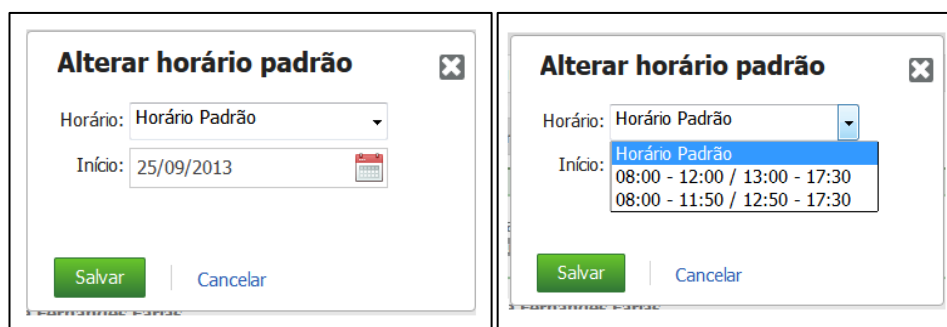 Alterar horário padrão
Horário: Horário Padrão
Início: 25/09/2013
Salvar
Cancelar
Alterar horário padrão
Horário: Horário Padrão
Início:
Horário Padrão
08:00 - 12:00 / 13:00 - 17:30
08:00 - 11:50 / 12:50 - 17:30
Salvar
Cancelar